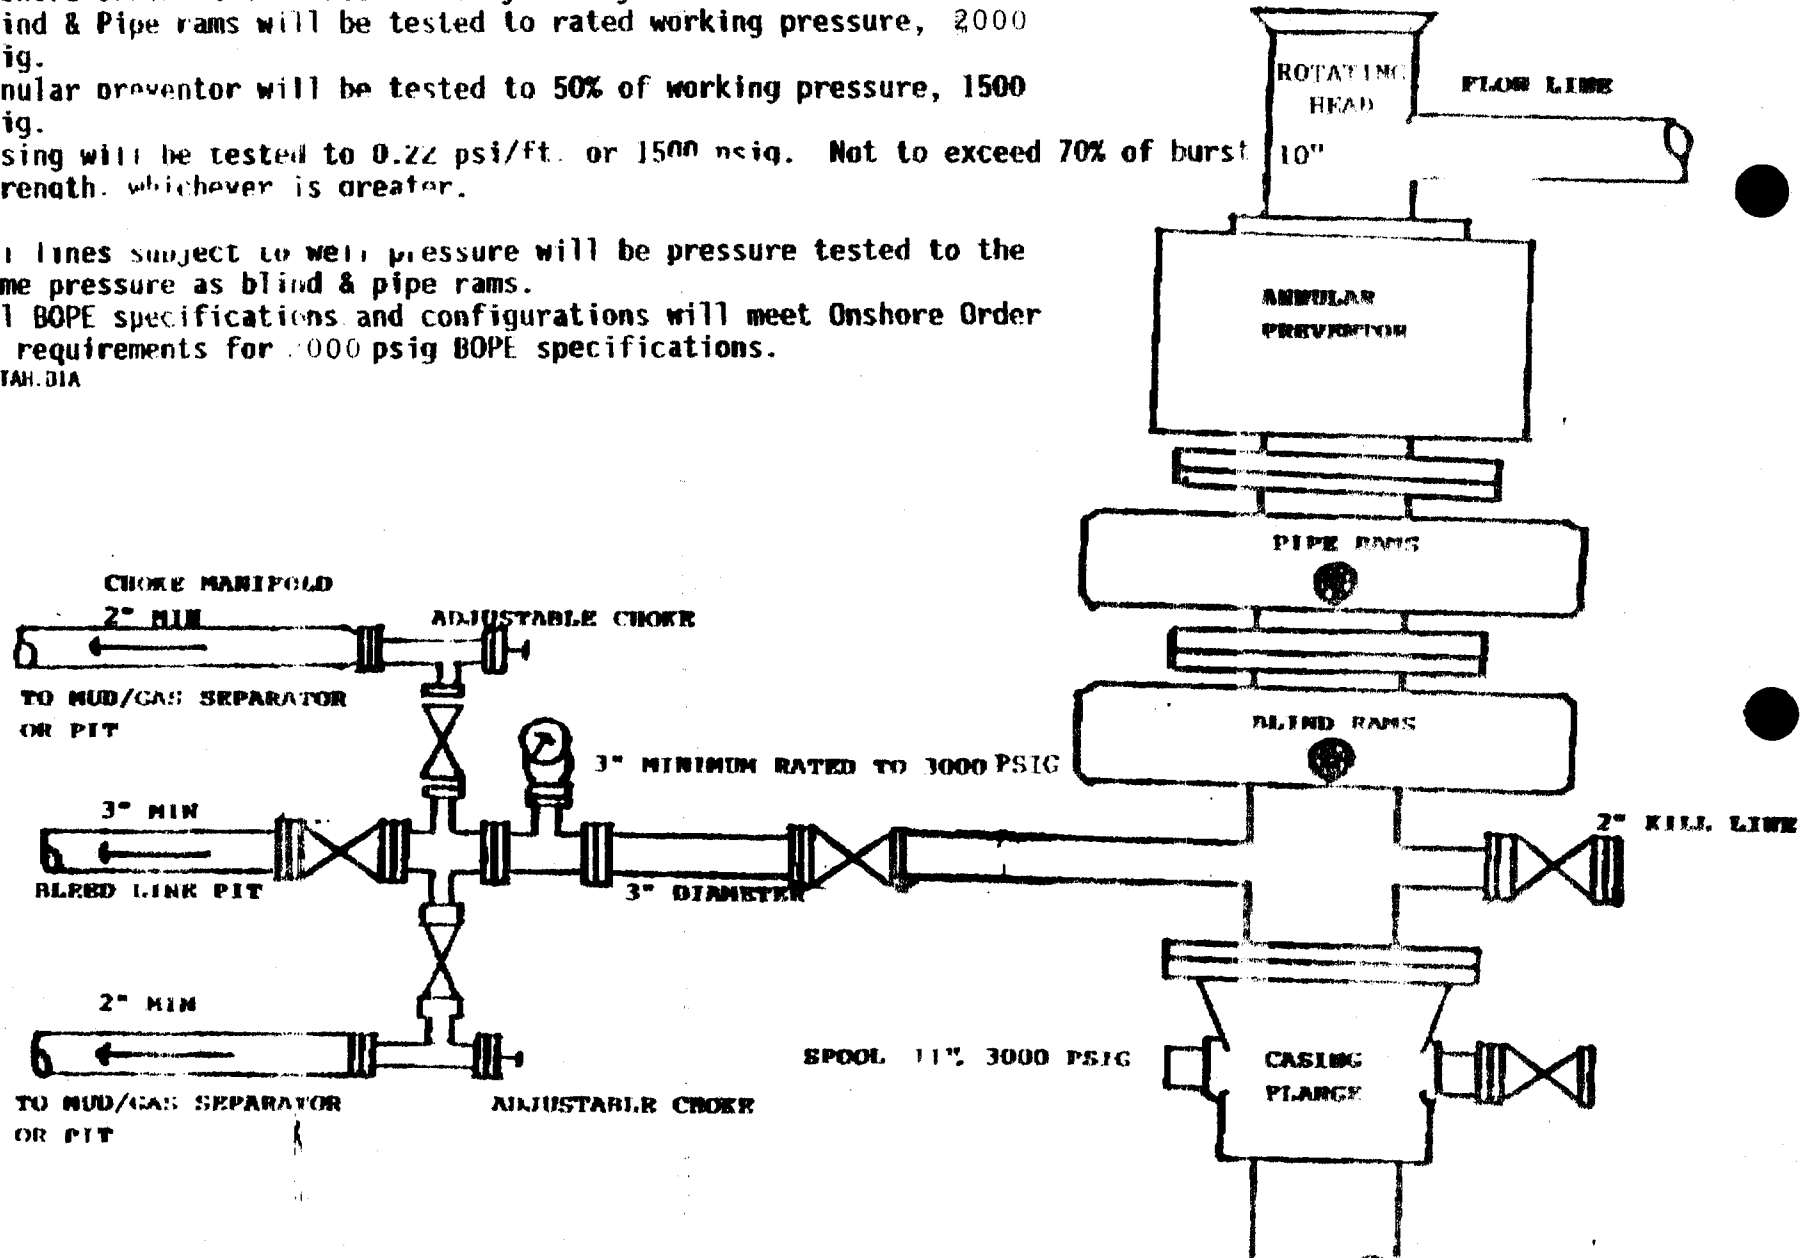 ind & Pipe rams will be tested to rated working pressure, 2000
ig.
nular preventor will be tested to 50% of working pressure, 1500
ig.
sing will be tested to 0.22 psi/ft. or 1500 psig. Not to exceed 70% of burst
rength. whichever is greater.
l lines subject to well pressure will be pressure tested to the
me pressure as blind & pipe rams.
l BOPE specifications and configurations will meet Onshore Order
requirements for psig BOPE specifications.
TAH.DIA
ROTATING
HEAD
FLOW LINE
10"
ANNULAR
PREVENTOR
PIPE RAMS
BLIND RAMS
CHOKE MANIFOLD
2" MIN
ADJUSTABLE CHOKE
TO MUD/GAS SEPARATOR
OR PIT
3" MINIMUM RATED TO 3000 PSIG
3" MIN
2" KILL LINE
BLEED LINE PIT
3" DIAMETER
2" MIN
SPOOL 11", 3000 PSIG
CASING
FLANGE
TO MUD/GAS SEPARATOR
OR PIT
ADJUSTABLE CHOKE